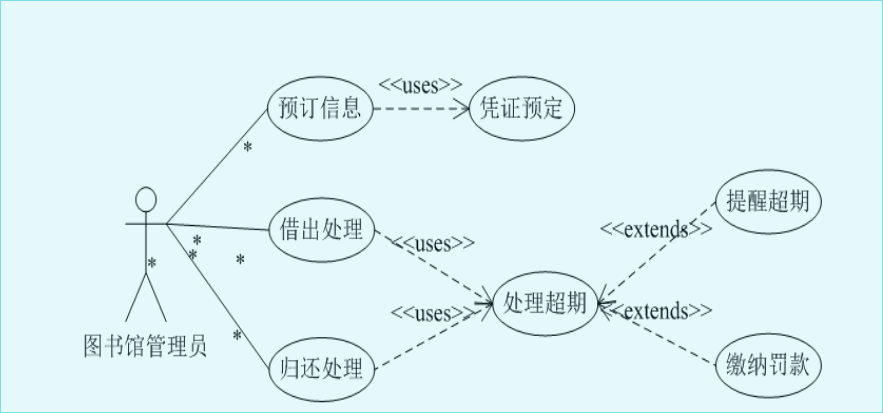 <<uses>>
预订信息
凭证预定
*
提醒超期
借出处理
<<extends>>
*
<<uses>>
*
*
*
处理超期
<<uses>>
<<extends>>
*
图书馆管理员
归还处理
缴纳罚款